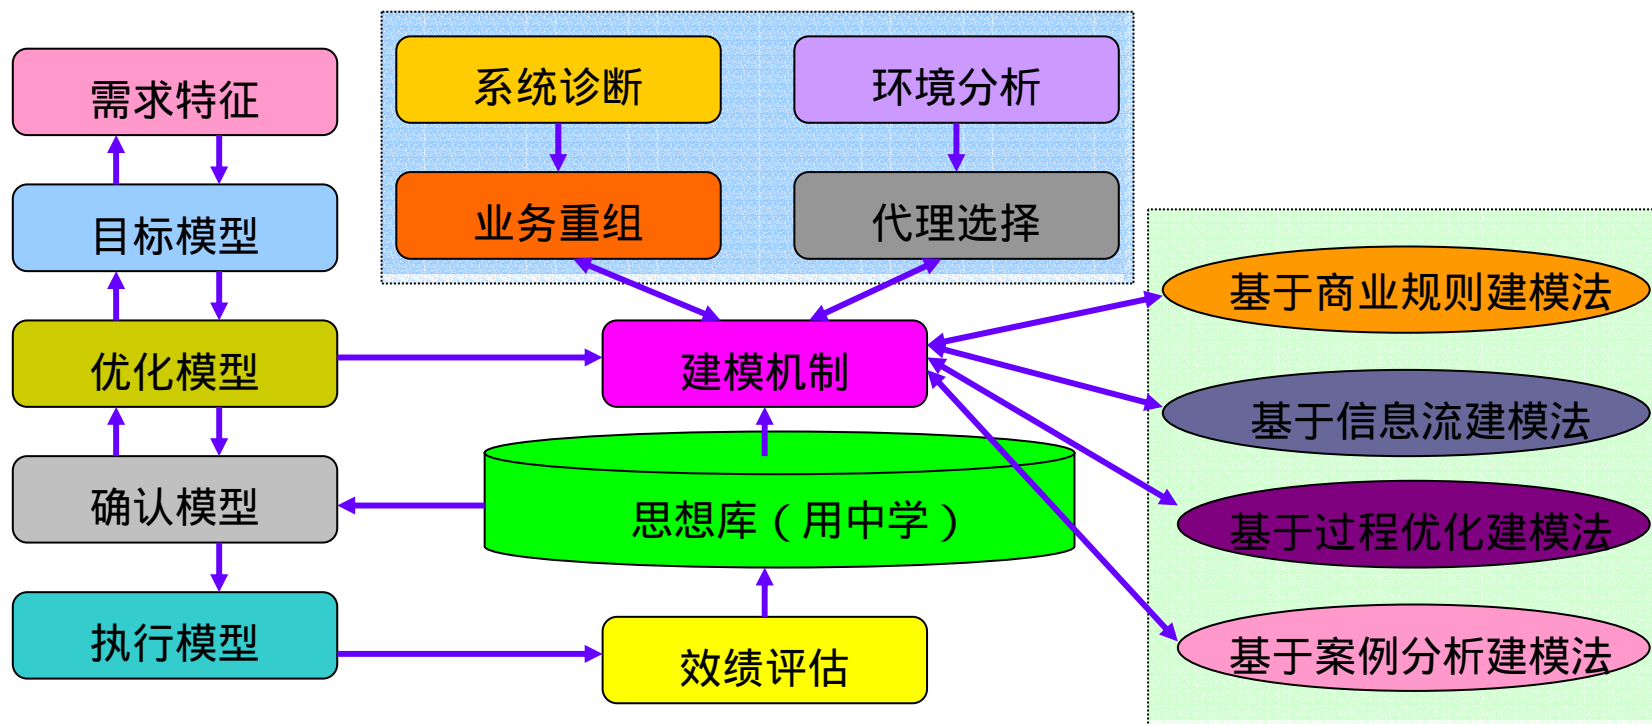 需求特征
目标模型
优化模型
确认模型
执行模型
系统诊断
环境分析
业务重组
代理选择
建模机制
思想库（用中学）
效绩评估
基于商业规则建模法
基于信息流建模法
基于过程优化建模法
基于案例分析建模法